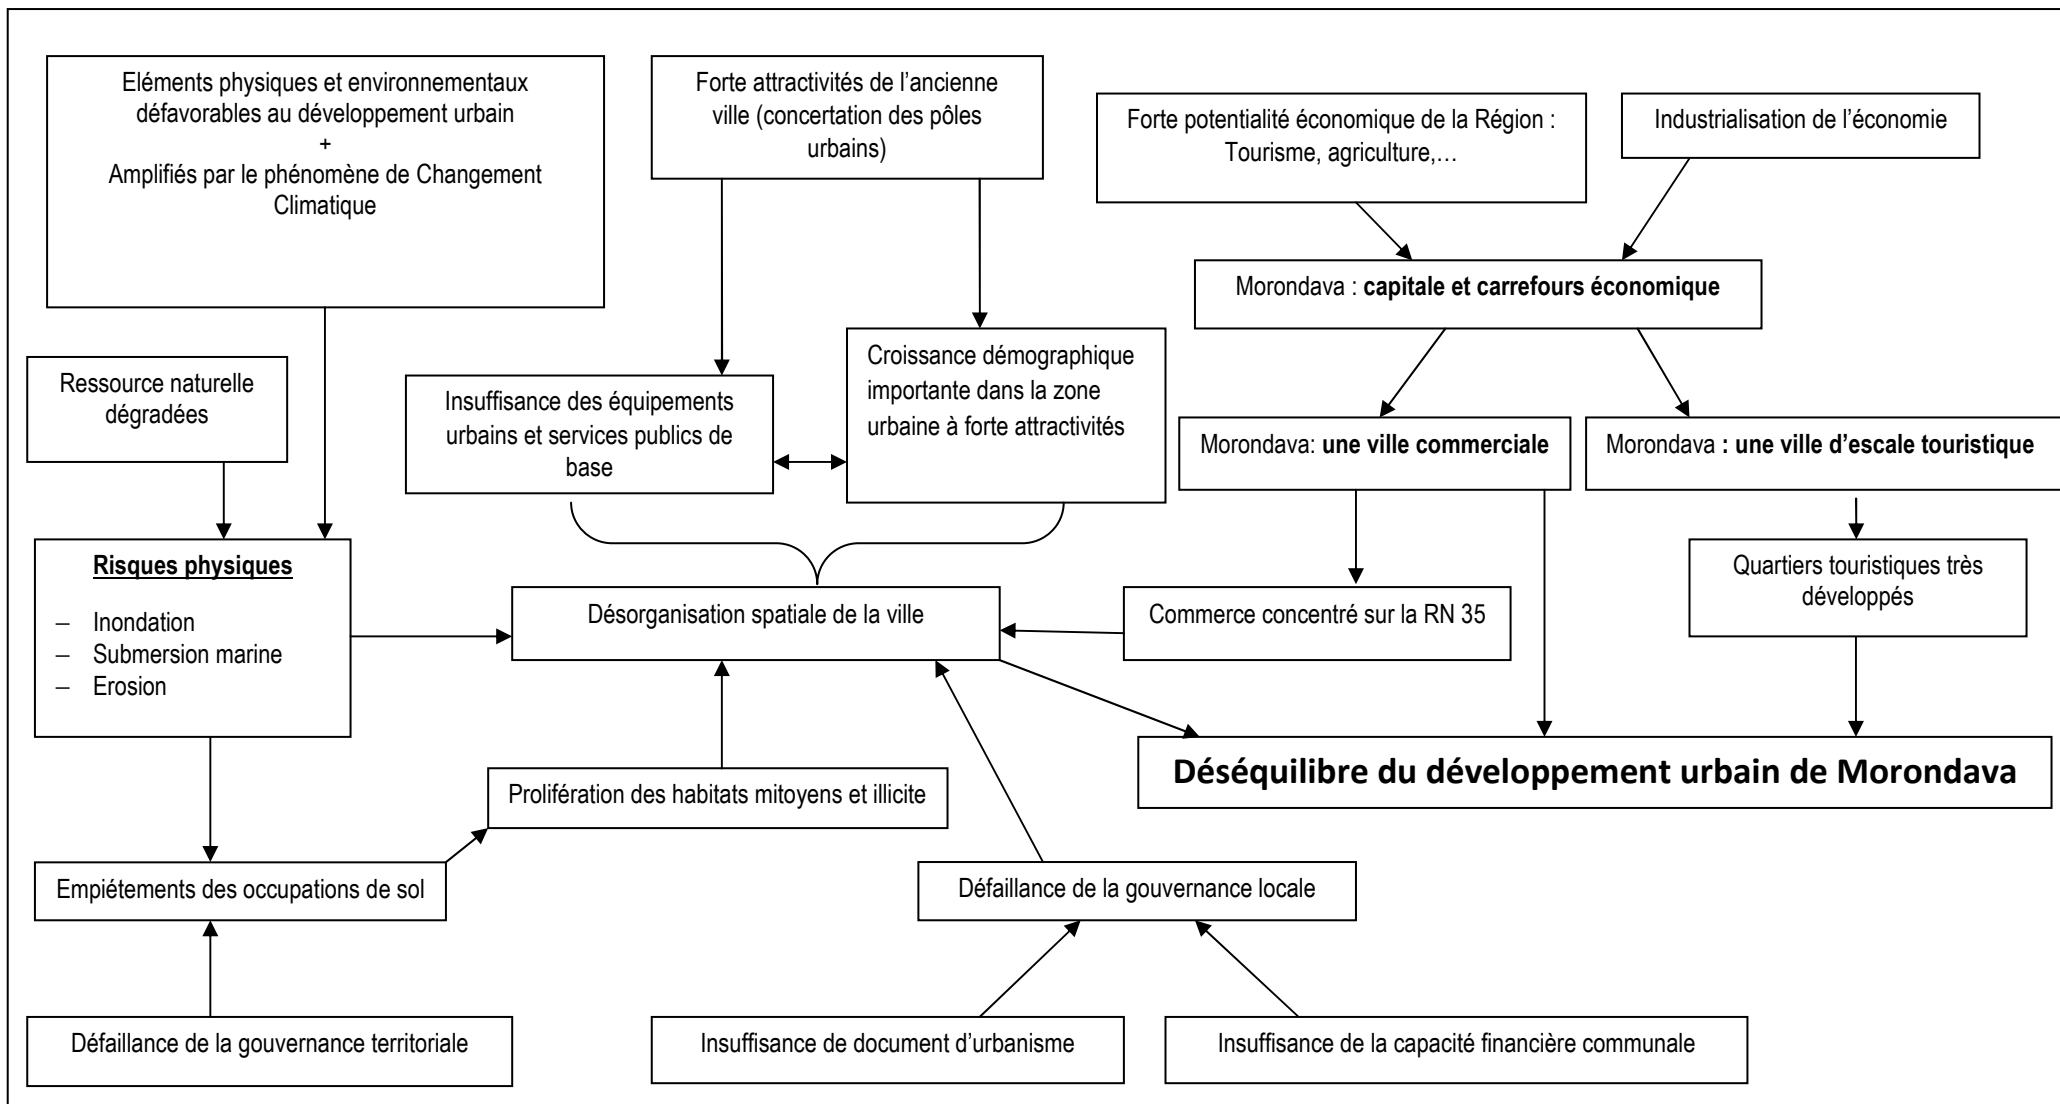 Eléments physiques et environnementaux
défavorables au développement urbain
+
Amplifiés par le phénomène de Changement
Climatique
Forte attractivités de l’ancienne
ville (concertation des pôles
urbains)
Forte potentialité économique de la Région :
Tourisme, agriculture,…
Industrialisation de l’économie
Morondava : capitale et carrefours économique
Ressource naturelle
dégradées
Insuffisance des équipements
urbains et services publics de
base
Croissance démographique
importante dans la zone
urbaine à forte attractivités
Morondava: une ville commerciale
Morondava : une ville d’escale touristique
Risques physiques
– Inondation
– Submersion marine
– Erosion
Désorganisation spatiale de la ville
Commerce concentré sur la RN 35
Quartiers touristiques très
développés
Déséquilibre du développement urbain de Morondava
Prolifération des habitats mitoyens et illicite
Empiétements des occupations de sol
Défaillance de la gouvernance locale
Défaillance de la gouvernance territoriale
Insuffisance de document d’urbanisme
Insuffisance de la capacité financière communale